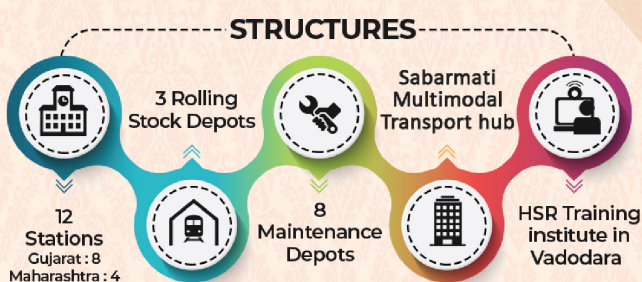 STRUCTURES
12
Stations
Gujarat : 8
Maharashtra : 4
3 Rolling
Stock Depots
8
Maintenance
Depots
Sabarmati
Multimodal
Transport hub
HSR Training
institute in
Vadodara